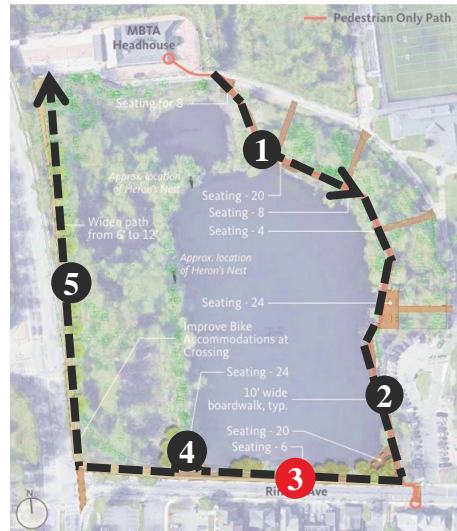 MBTA
Headhouse
Pedestrian Only Path
Seating for 8
1
Approx. location
of Heron's Nest
Seating - 20
Seating - 8
Seating - 4
Widen path
from 6' to 12'
Approx. location
of Heron's Nest
5
Seating - 24
Improve Bike
Accommodations at
Crossing
Seating - 24
10' wide
boardwalk, typ.
2
Seating - 20
Seating - 6
4
3
Ave
N